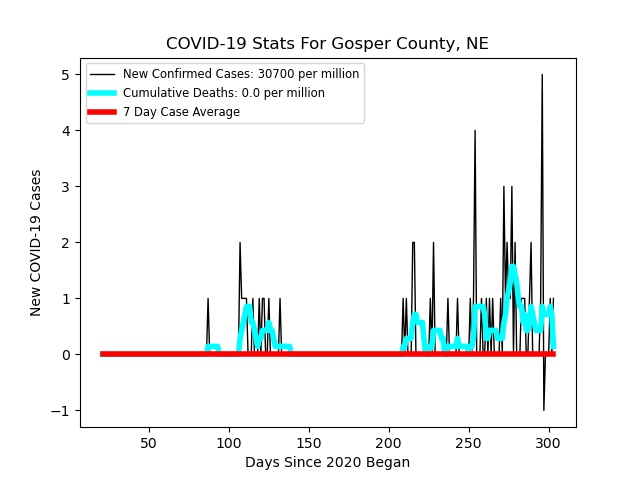 COVID-19 Stats For Gosper County, NE
New Confirmed Cases: 30700 per million
Cumulative Deaths: 0.0 per million
7 Day Case Average
New COVID-19 Cases
5
4
3
2
1
0
−1
50 100 150 200 250 300
Days Since 2020 Began